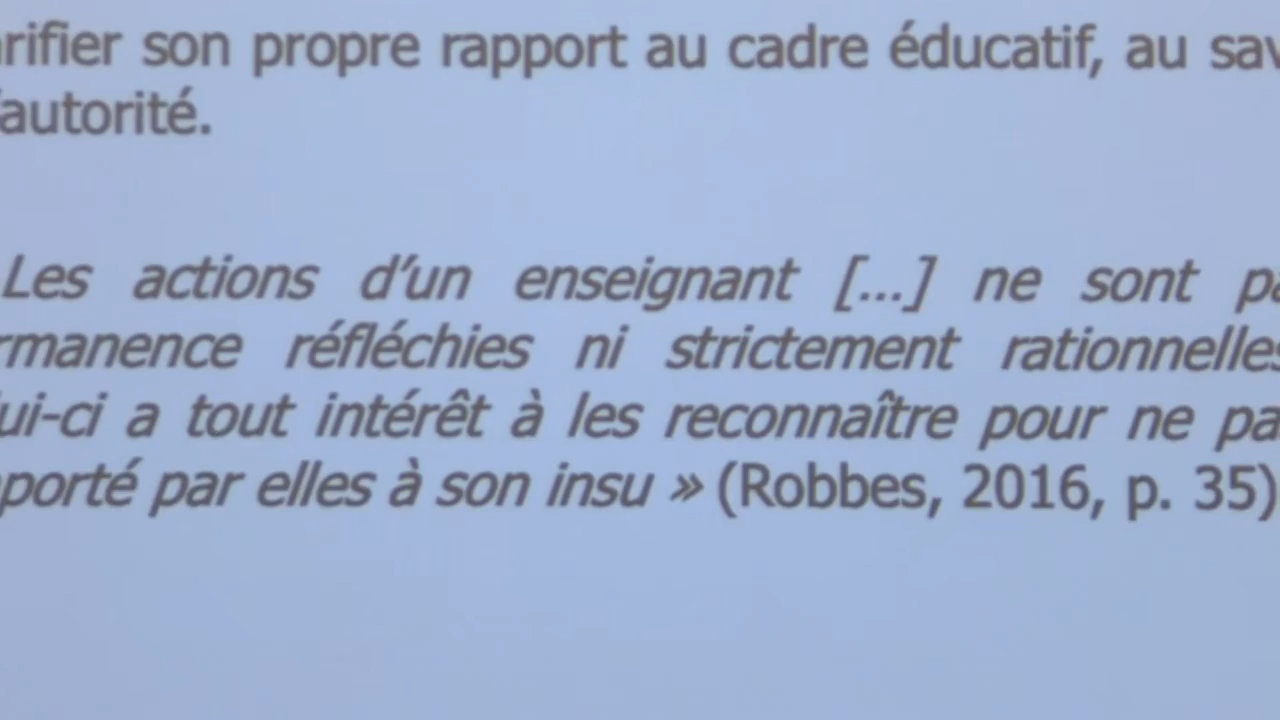 rifier son propre rapport au cadre éducatif, au sav
'autorité.
Les actions d'un enseignant [...] ne sont pa
rmanence réfléchies ni strictement rationnelles
lui-ci a tout intérêt à les reconnaître pour ne pa
porté par elles à son insu » (Robbes, 2016, p. 35)